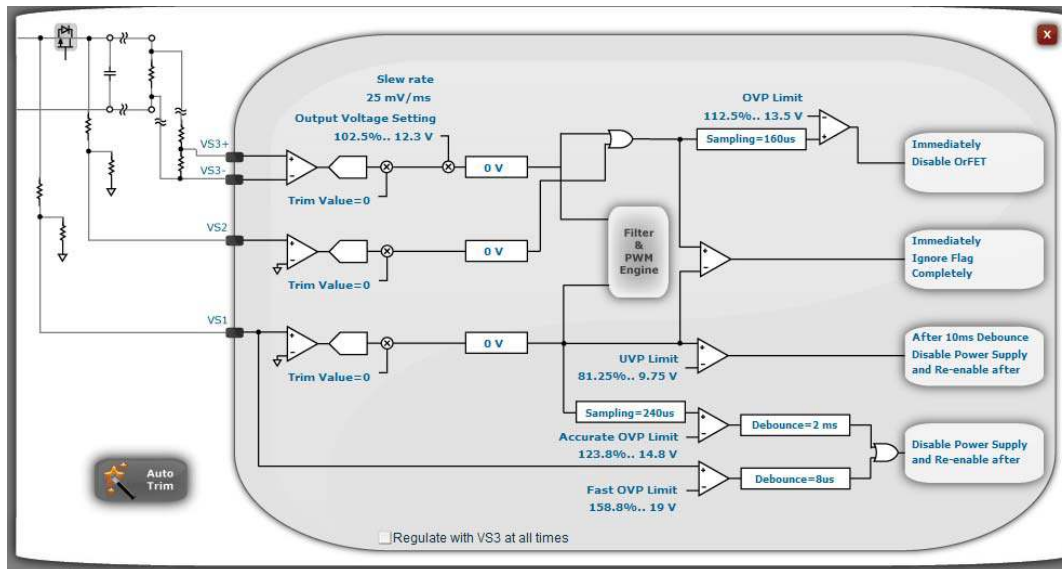 x
Slew rate
25 mV/ms
Output Voltage Setting
102.5%.. 12.3 V
OVP Limit
112.5%.. 13.5 V
Sampling=160us
Immediately
Disable OrFET
VS3+
VS3-
0 V
Trim Value=0
Filter
&
PWM
Engine
VS2
0 V
Trim Value=0
Immediately
Ignore Flag
Completely
VS1
0 V
Trim Value=0
UVP Limit
81.25%.. 9.75 V
After 10ms Debounce
Disable Power Supply
and Re-enable after
Sampling=240us
Accurate OVP Limit
123.8%.. 14.8 V
Debounce=2 ms
Disable Power Supply
and Re-enable after
Auto
Trim
Fast OVP Limit
158.8%.. 19 V
Debounce=8us
Regulate with VS3 at all times